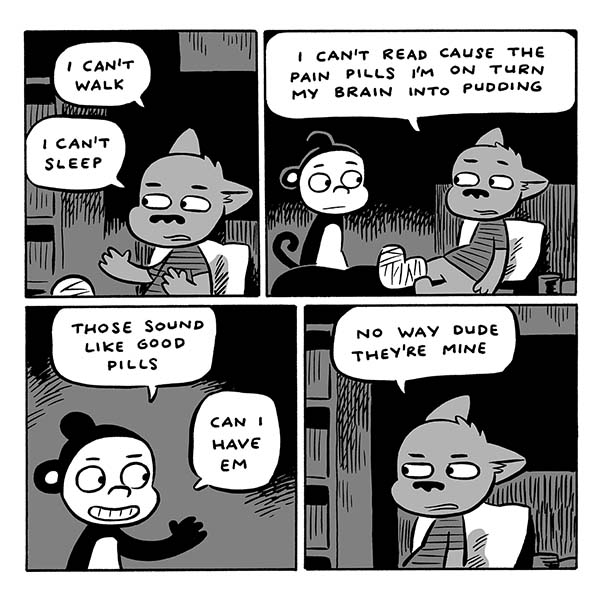 I CAN'T
WALK
I CAN'T
SLEEP
I CAN'T READ CAUSE THE
PAIN PILLS I'M ON TURN
MY BRAIN INTO PUDDING
THOSE SOUND
LIKE GOOD
PILLS
CAN I
HAVE
EM
NO WAY DUDE
THEY'RE MINE